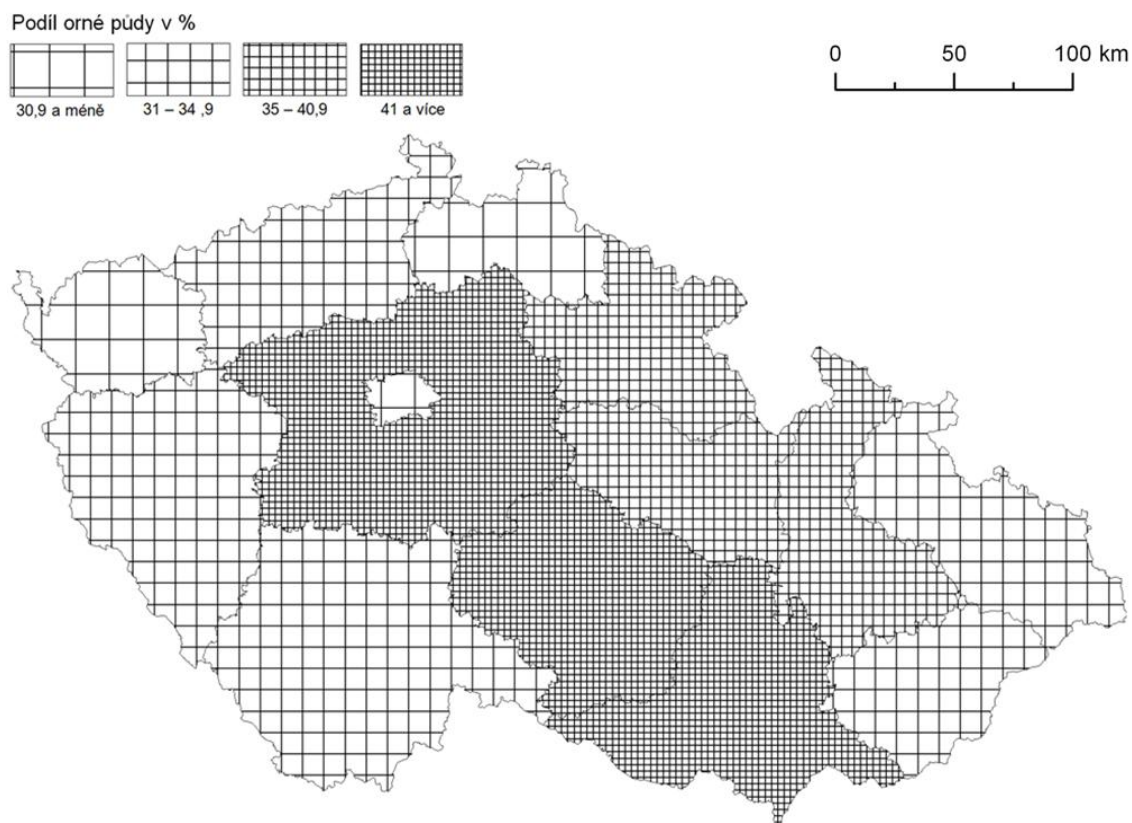 Podíl orné půdy v %
30,9 a méně 31 – 34 ,9 35 – 40,9 41 a více
0 50 100 km